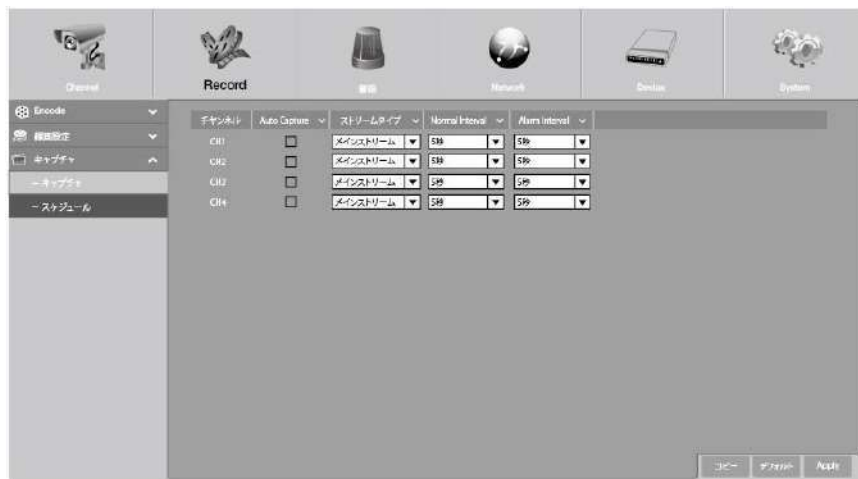 Channel
Record
Network
Device
System
Encode
録画設定
キャプチャ
- キャプチャ
- スケジュール
チャンネル Auto Capture ストリームタイプ Normal Interval Alarm Interval
CH1 メインストリーム 5秒 5秒
CH2 メインストリーム 5秒 5秒
CH3 メインストリーム 5秒 5秒
CH4 メインストリーム 5秒 5秒
コピー デフォルト Apply